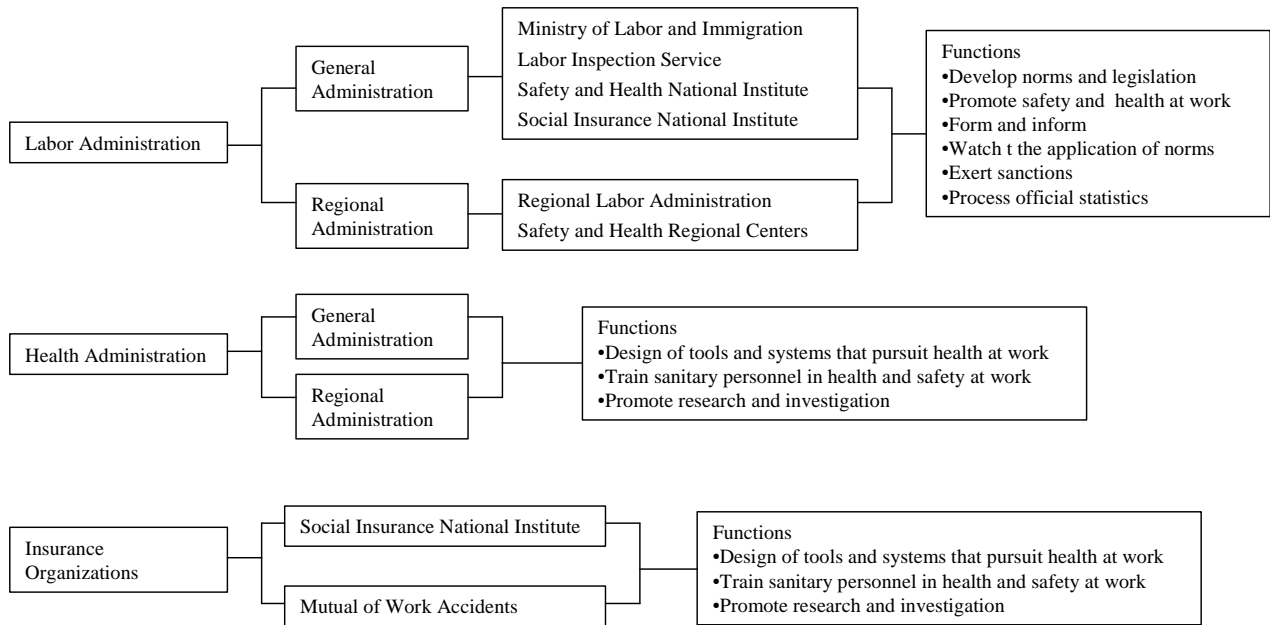 Labor Administration
General
Administration
Ministry of Labor and Immigration
Labor Inspection Service
Safety and Health National Institute
Social Insurance National Institute
Regional
Administration
Regional Labor Administration
Safety and Health Regional Centers
Functions
•Develop norms and legislation
•Promote safety and health at work
•Form and inform
•Watch t the application of norms
•Exert sanctions
•Process official statistics
Health Administration
General
Administration
Regional
Administration
Functions
•Design of tools and systems that pursuit health at work
•Train sanitary personnel in health and safety at work
•Promote research and investigation
Insurance
Organizations
Social Insurance National Institute
Mutual of Work Accidents
Functions
•Design of tools and systems that pursuit health at work
•Train sanitary personnel in health and safety at work
•Promote research and investigation